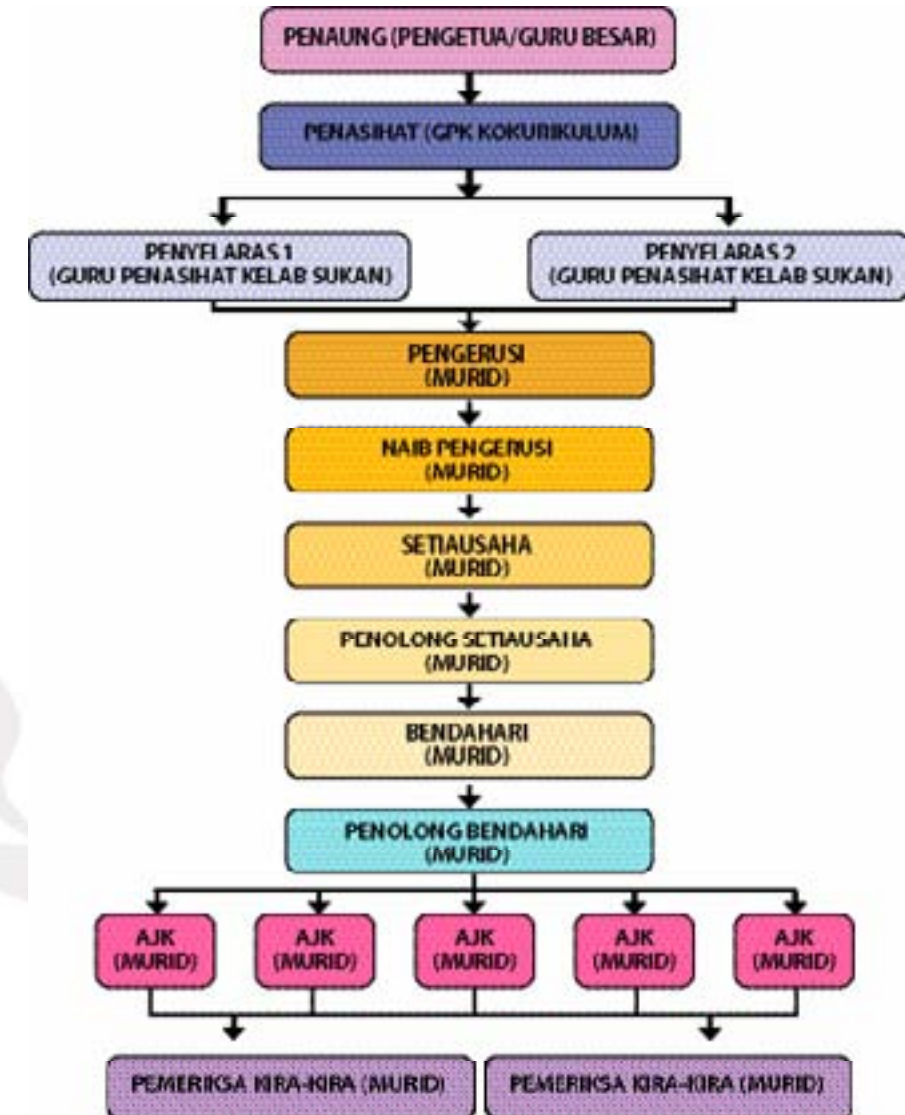 PENAUNG (PENGETUA/GURU BESAR)
PENASIHAT (GPK KOKURIKULUM)
PENYELARAS 1
(GURU PENASIHAT KELAB SUKAN)
PENYELARAS 2
(GURU PENASIHAT KELAB SUKAN)
PENGERUSI
(MURID)
NAIB PENGERUSI
(MURID)
SETIAUSAHA
(MURID)
PENOLONG SETIAUSAHA
(MURID)
BENDAHARI
(MURID)
PENOLONG BENDAHARI
(MURID)
AJK
(MURID)
AJK
(MURID)
AJK
(MURID)
AJK
(MURID)
AJK
(MURID)
PEMERIKSA KIRA-KIRA (MURID)
PEMERIKSA KIRA-KIRA (MURID)